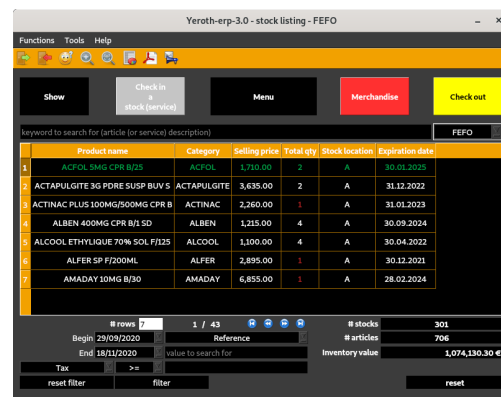 Yeroth-erp-3.0 - stock listing - FEFO
Functions Tools Help
Show
Check in
a
stock (service)
Menu
Merchandise
Check out
keyword to search for (article (or service) description)
FEFO
Product name Category Selling price Total qty Stock location Expiration date
1 ACFOL 5MG CPR B/25 ACFOL 1,710.00 2 A 30.01.2025
2 ACTAPULGITE 3G PDRE SUSP BUV S ACTAPULGITE 3,635.00 2 A 31.12.2022
3 ACTINAC PLUS 100MG/500MG CPR B ACTINAC 2,260.00 1 A 31.01.2023
4 ALBEN 400MG CPR B/1 SD ALBEN 1,215.00 4 A 30.09.2024
5 ALCOOL ETHYLIQUE 70% SOL F/125 ALCOOL 1,100.00 4 A 30.04.2022
6 ALFER SP F/200ML ALFER 2,895.00 1 A 30.12.2021
7 AMADAY 10MG B/30 AMADAY 6,855.00 1 A 28.02.2024
# rows 7 1 / 43 # stocks 301
Begin 29/09/2020 Reference # articles 706
End 18/11/2020 value to search for Inventory value 1,074,130.30 €
Tax >=
reset filter filter reset